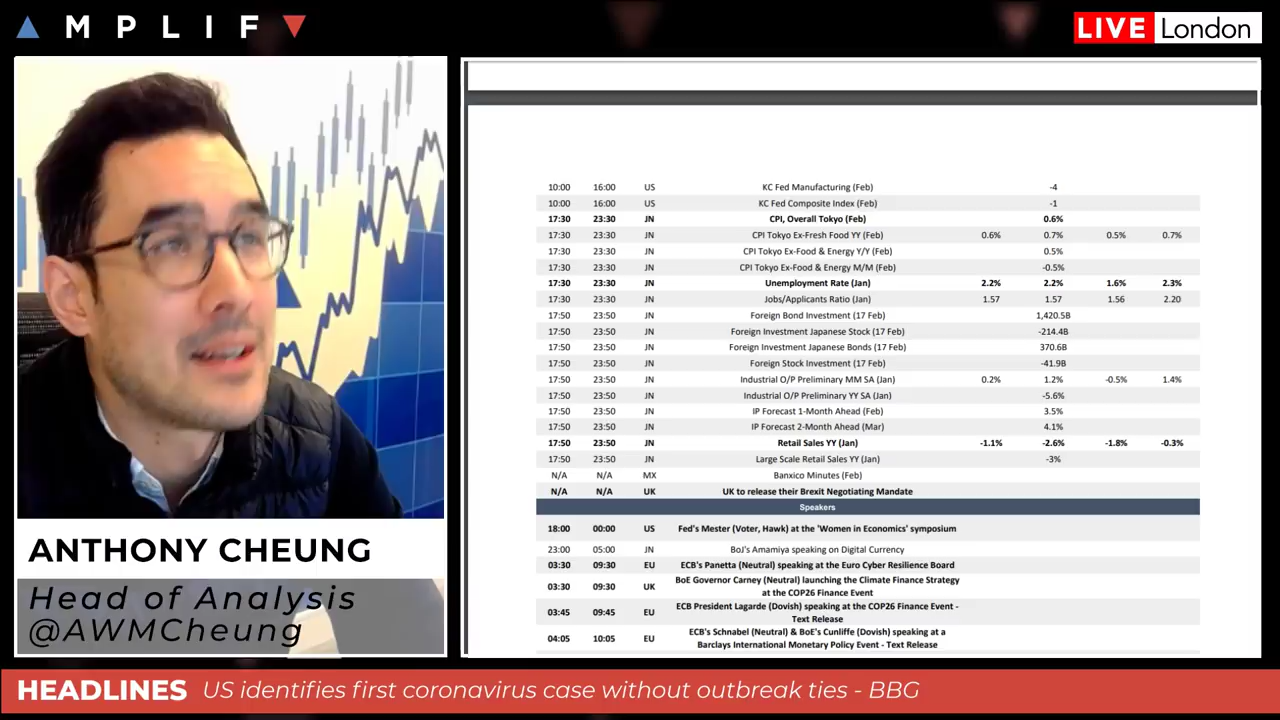 AMPLIFY
LIVE London
10:00 16:00 US KC Fed Manufacturing (Feb) -4
10:00 16:00 US KC Fed Composite Index (Feb) -1
17:30 23:30 JN CPI, Overall Tokyo (Feb) 0.6%
17:30 23:30 JN CPI Tokyo Ex-Fresh Food YY (Feb) 0.6% 0.7% 0.5% 0.7%
17:30 23:30 JN CPI Tokyo Ex-Food & Energy Y/Y (Feb) 0.5%
17:30 23:30 JN CPI Tokyo Ex-Food & Energy M/M (Feb) -0.5%
17:30 23:30 JN Unemployment Rate (Jan) 2.2% 2.2% 1.6% 2.3%
17:30 23:30 JN Jobs/Applicants Ratio (Jan) 1.57 1.57 1.56 2.20
17:50 23:50 JN Foreign Bond Investment (17 Feb) 1,420.5B
17:50 23:50 JN Foreign Investment Japanese Stock (17 Feb) -214.4B
17:50 23:50 JN Foreign Investment Japanese Bonds (17 Feb) 370.6B
17:50 23:50 JN Foreign Stock Investment (17 Feb) -41.9B
17:50 23:50 JN Industrial O/P Preliminary MM SA (Jan) 0.2% 1.2% -0.5% 1.4%
17:50 23:50 JN Industrial O/P Preliminary YY SA (Jan) -5.6%
17:50 23:50 JN IP Forecast 1-Month Ahead (Feb) 3.5%
17:50 23:50 JN IP Forecast 2-Month Ahead (Mar) 4.1%
17:50 23:50 JN Retail Sales YY (Jan) -1.1% -2.6% -1.8% -0.3%
17:50 23:50 JN Large Scale Retail Sales YY (Jan) -3%
N/A N/A MX Banxico Minutes (Feb)
N/A N/A UK UK to release their Brexit Negotiating Mandate
Speakers
18:00 00:00 US Fed's Mester (Voter, Hawk) at the 'Women in Economics' symposium
23:00 05:00 JN BoJ's Amamiya speaking on Digital Currency
03:30 09:30 EU ECB's Panetta (Neutral) speaking at the Euro Cyber Resilience Board
03:30 09:30 UK BoE Governor Carney (Neutral) launching the Climate Finance Strategy
at the COP26 Finance Event
03:45 09:45 EU ECB President Lagarde (Dovish) speaking at the COP26 Finance Event -
Text Release
04:05 10:05 EU ECB's Schnabel (Neutral) & BoE's Cunliffe (Dovish) speaking at a
Barclays International Monetary Policy Event - Text Release
ANTHONY CHEUNG
Head of Analysis
@AWMCheung
HEADLINES US identifies first coronavirus case without outbreak ties - BBG